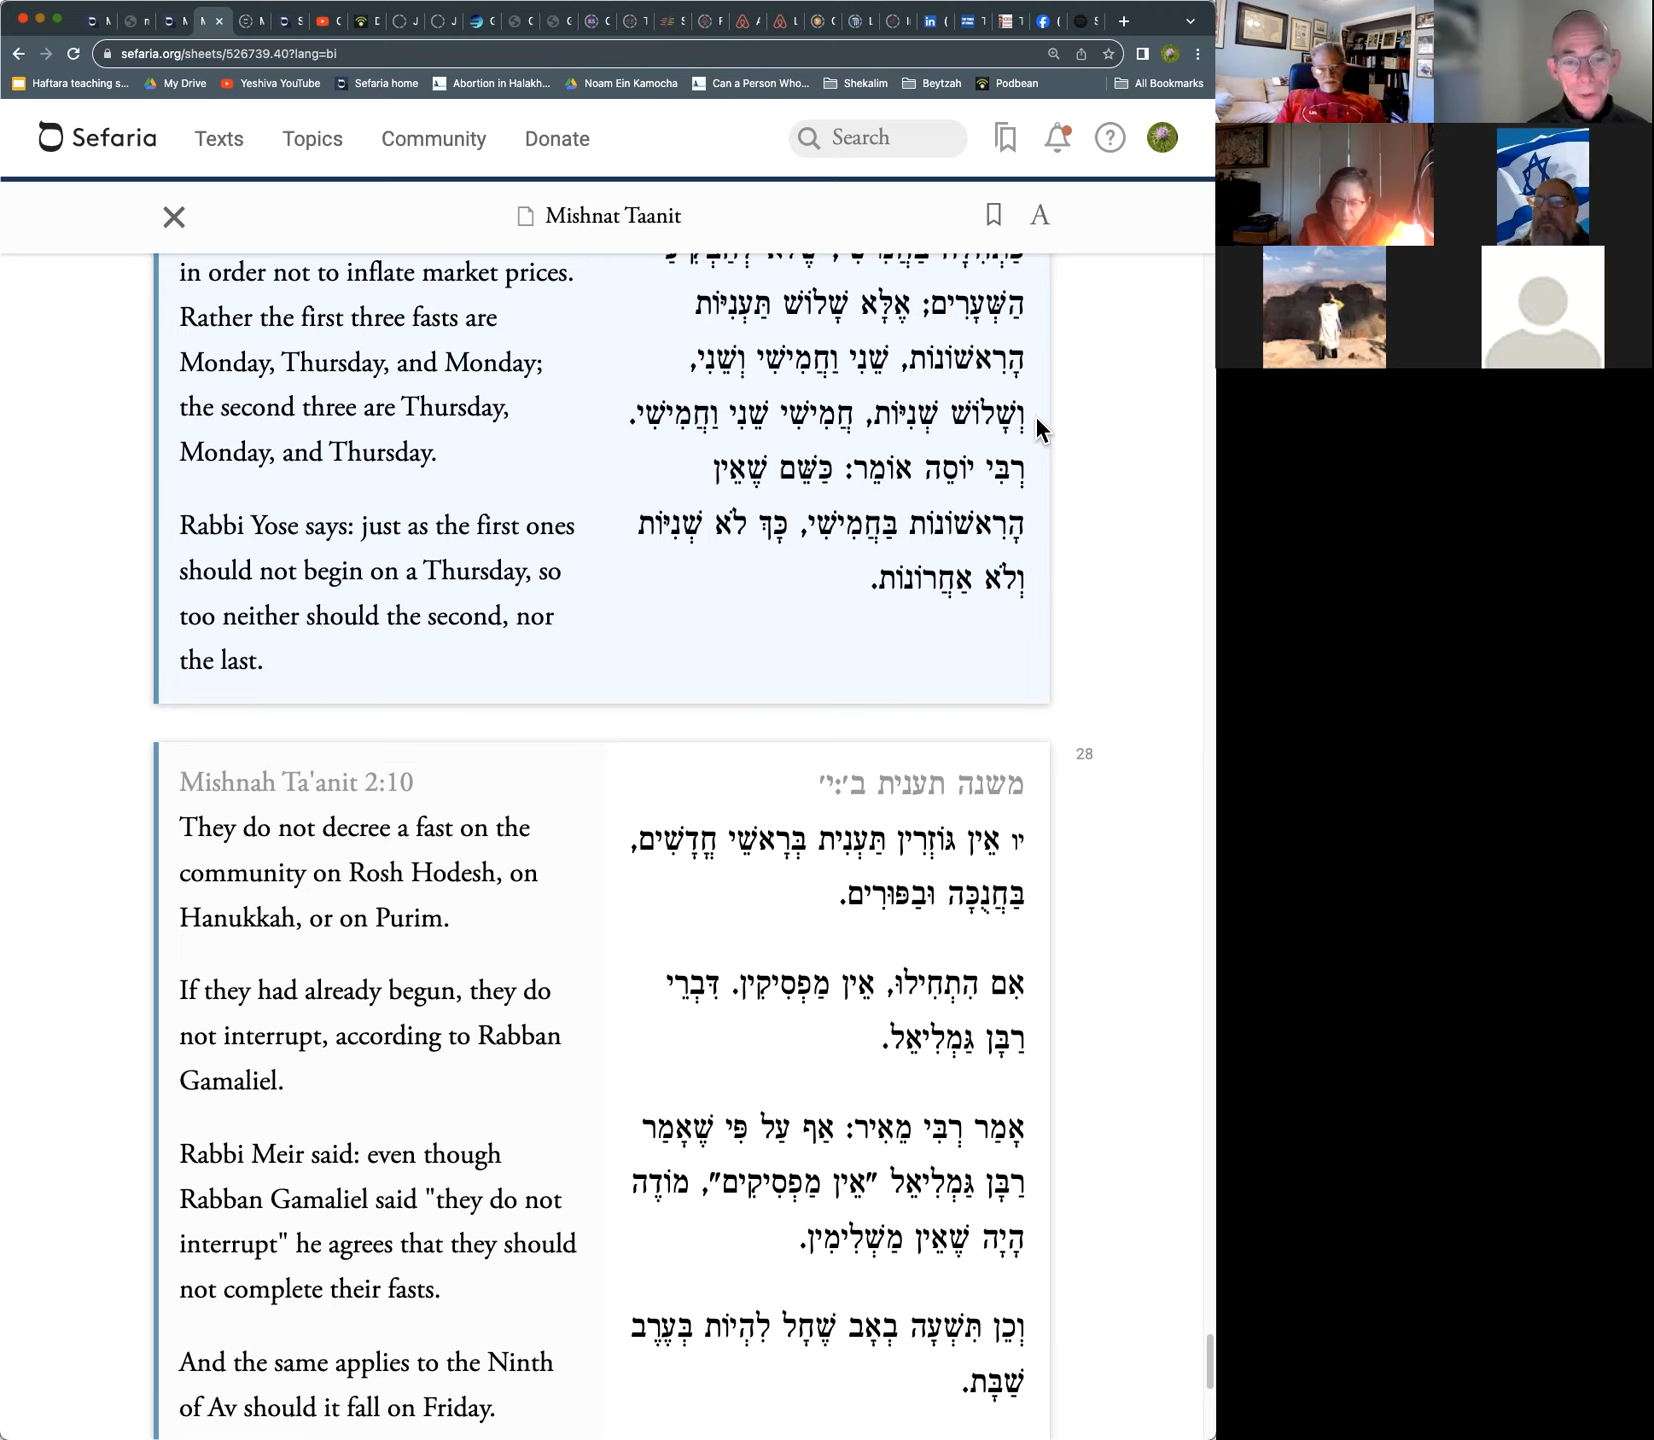 sefaria.org/sheets/526739.40?lang=bi
Haftara teaching s... My Drive Yeshiva YouTube Sefaria home Abortion in Halakh... Noam Ein Kamocha Can a Person Who... Shekalim Beytzah Podbean All Bookmarks
Sefaria Texts Topics Community Donate Search
Mishnat Taanit A
in order not to inflate market prices.
Rather the first three fasts are
Monday, Thursday, and Monday;
the second three are Thursday,
Monday, and Thursday.
Rabbi Yose says: just as the first ones
should not begin on a Thursday, so
too neither should the second, nor
the last.
הַשְּׁעָרִים; אֶלָּא שָׁלוֹשׁ תַּעְנִיּוֹת
הָרִאשׁוֹנוֹת, שֵׁנִי וַחֲמִישִׁי וְשֵׁנִי,
וְשָׁלוֹשׁ שְׁנִיּוֹת, חֲמִישִׁי שֵׁנִי וַחֲמִישִׁי.
רְבִּי יוֹסֵה אוֹמֵר: כַּשֵּׁם שֶׁאֵין
הָרִאשׁוֹנוֹת בַּחֲמִישִׁי, כָּךְ לֹא שְׁנִיּוֹת
וְלֹא אַחֲרוֹנוֹת.
28
Mishnah Ta'anit 2:10
They do not decree a fast on the
community on Rosh Hodesh, on
Hanukkah, or on Purim.
If they had already begun, they do
not interrupt, according to Rabban
Gamaliel.
Rabbi Meir said: even though
Rabban Gamaliel said "they do not
interrupt" he agrees that they should
not complete their fasts.
And the same applies to the Ninth
of Av should it fall on Friday.
משנה תענית ב׳:י׳
יו אֵין גּוֹזְרִין תַּעְנִית בְּרָאשֵׁי חֳדָשִׁים,
בַּחֲנֻכָּה וּבַפּוּרִים.
אִם הִתְחִילוּ, אֵין מַפְסִיקִין. דִּבְרֵי
רַבָּן גַּמְלִיאֵל.
אָמַר רְבִּי מֵאִיר: אַף עַל פִּי שֶׁאָמַר
רַבָּן גַּמְלִיאֵל "אֵין מַפְסִיקִים", מוֹדֶה
הָיָה שֶׁאֵין מַשְׁלִימִין.
וְכֵן תִּשְׁעָה בְאָב שֶׁחָל לִהְיוֹת בְּעֶרֶב
שַׁבָּת.